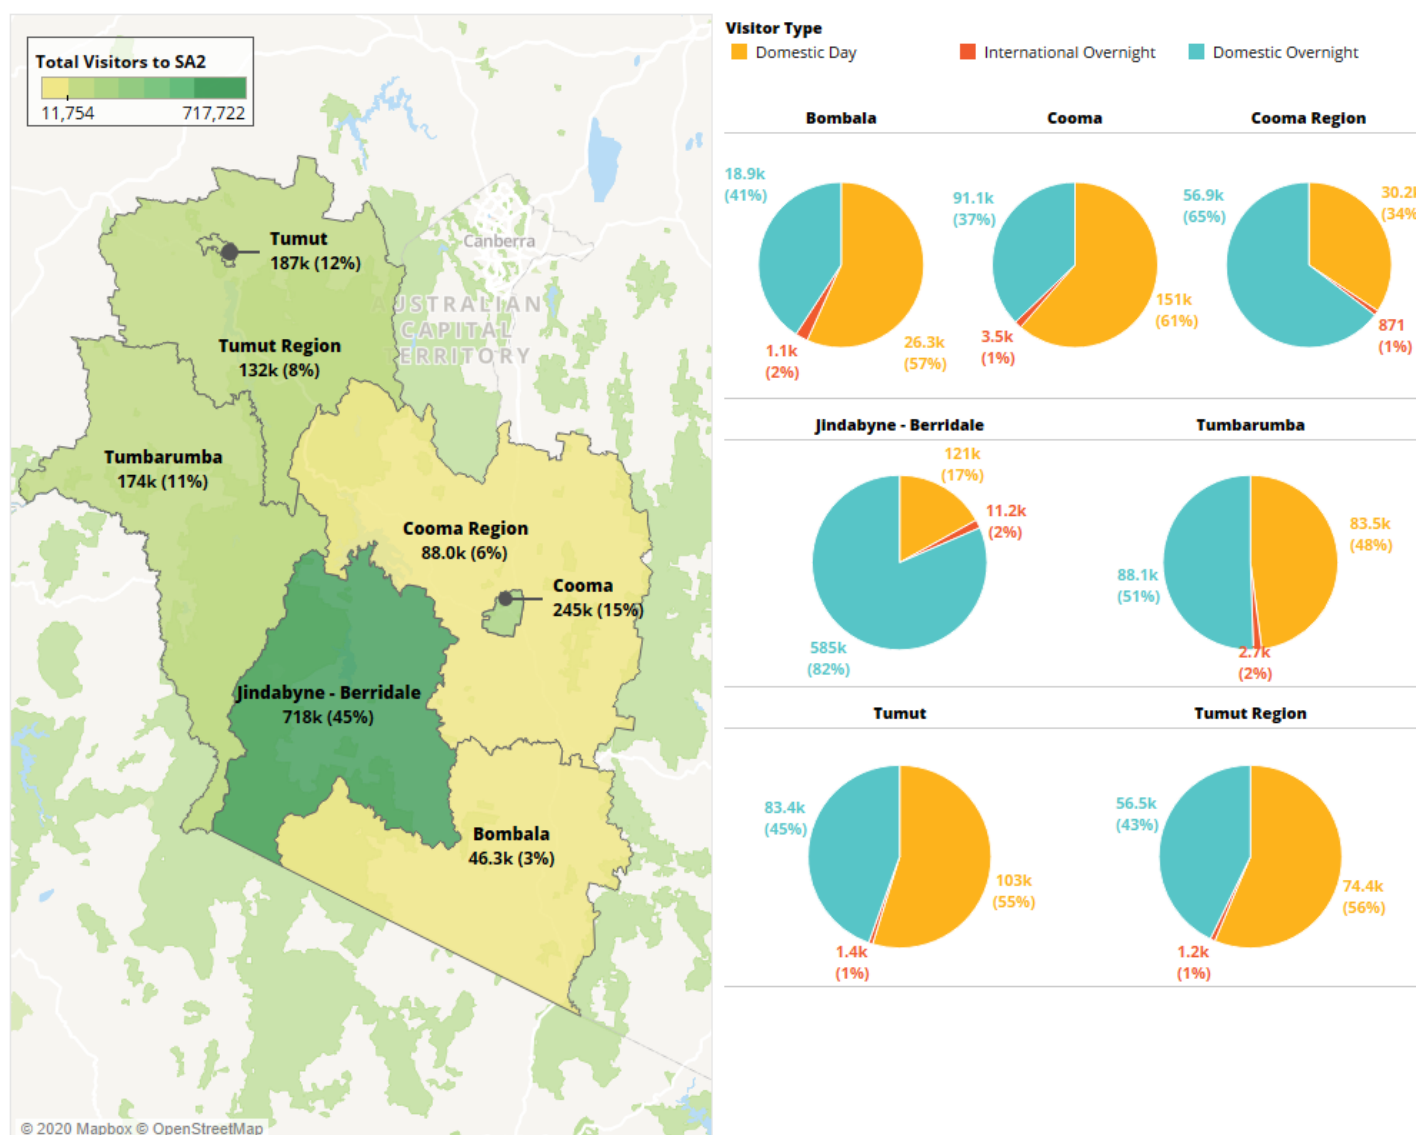 Total Visitors to SA2
11,754 717,722
Canberra
AUSTRALIAN
CAPITAL
TERRITORY
Tumut
187k (12%)
Tumut Region
132k (8%)
Tumbarumba
174k (11%)
Cooma Region
88.0k (6%)
Cooma
245k (15%)
Jindabyne - Berridale
718k (45%)
Bombala
46.3k (3%)
© 2020 Mapbox © OpenStreetMap
Visitor Type
Domestic Day International Overnight Domestic Overnight
Bombala Cooma Cooma Region
18.9k
(41%)
1.1k
(2%)
26.3k
(57%)
91.1k
(37%)
3.5k
(1%)
151k
(61%)
56.9k
(65%)
30.2k
(34%
871
(1%)
Jindabyne - Berridale Tumbarumba
121k
(17%)
11.2k
(2%)
585k
(82%)
83.5k
(48%)
88.1k
(51%)
2.7k
(2%)
Tumut Tumut Region
83.4k
(45%)
103k
(55%)
1.4k
(1%)
56.5k
(43%)
74.4k
(56%)
1.2k
(1%)